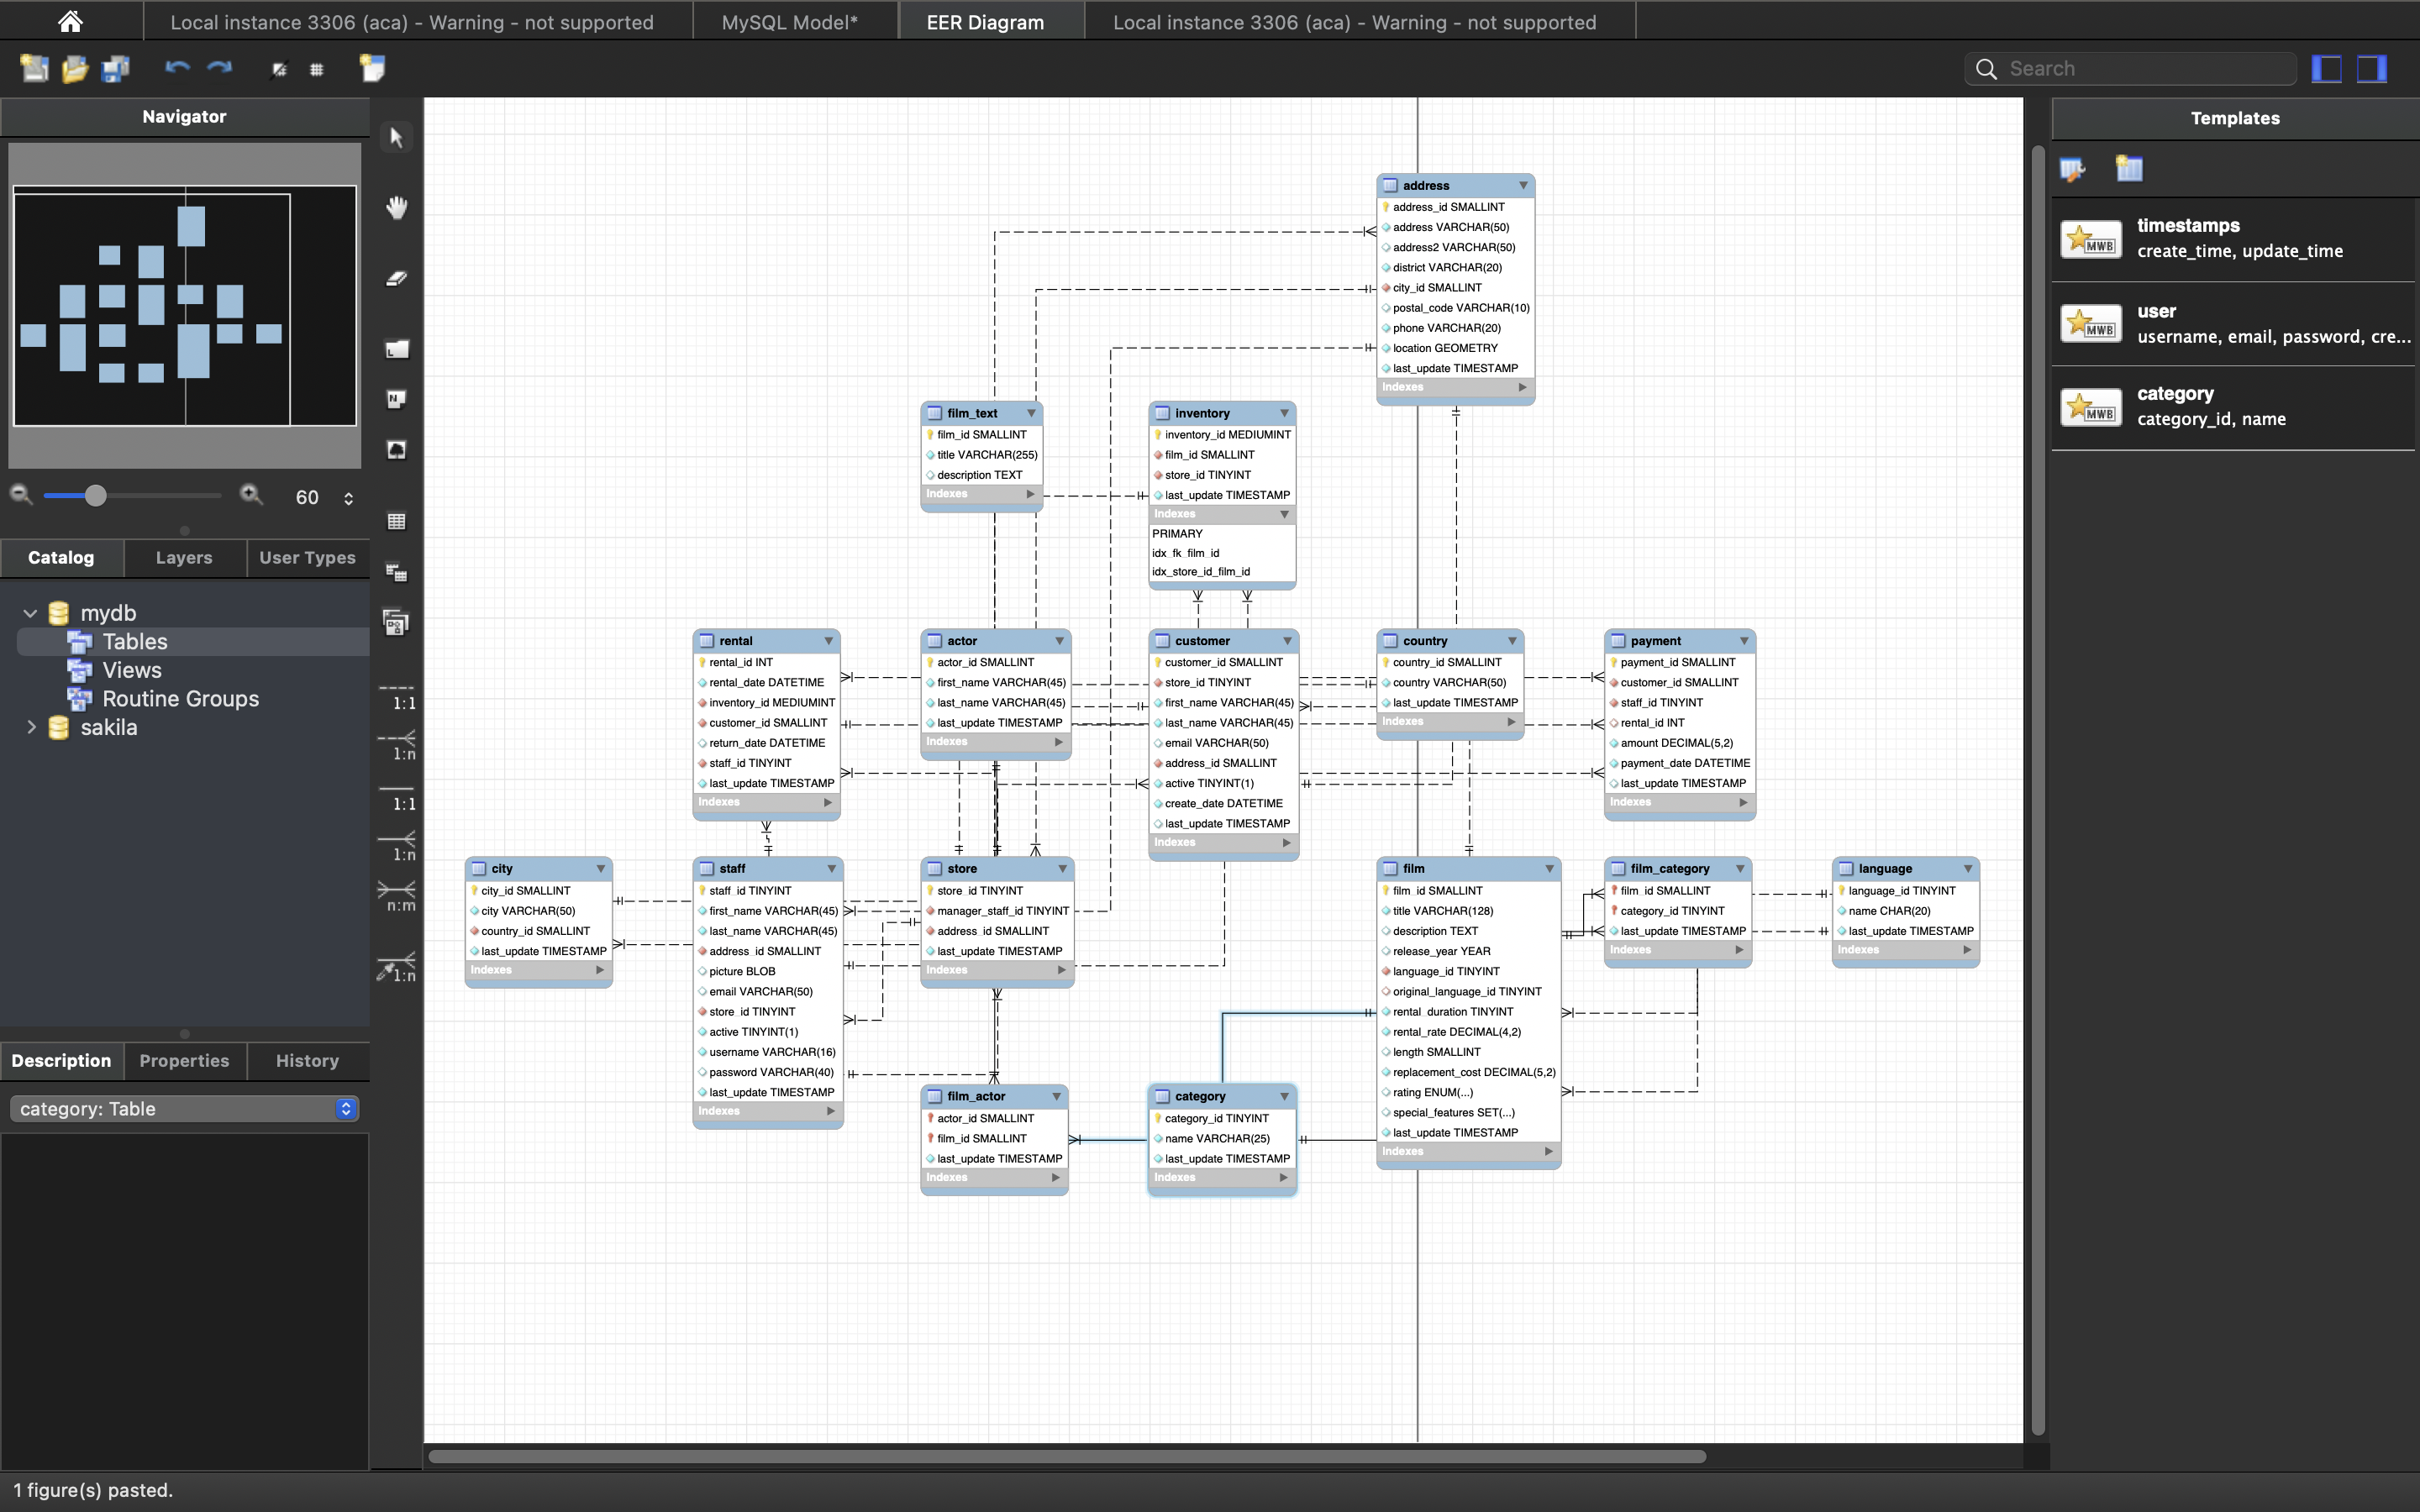 Local instance 3306 (aca) - Warning - not supported
MySQL Model*
EER Diagram
Local instance 3306 (aca) - Warning - not supported
Search
Navigator
60
Catalog
Layers
User Types
mydb
Tables
Views
Routine Groups
sakila
Description
Properties
History
category: Table
1:1
1:n
1:1
1:n
n:m
1:n
address
address_id SMALLINT
address VARCHAR(50)
address2 VARCHAR(50)
district VARCHAR(20)
city_id SMALLINT
postal_code VARCHAR(10)
phone VARCHAR(20)
location GEOMETRY
last_update TIMESTAMP
Indexes
film_text
film_id SMALLINT
title VARCHAR(255)
description TEXT
Indexes
inventory
inventory_id MEDIUMINT
film_id SMALLINT
store_id TINYINT
last_update TIMESTAMP
Indexes
PRIMARY
idx_fk_film_id
idx_store_id_film_id
rental
rental_id INT
rental_date DATETIME
inventory_id MEDIUMINT
customer_id SMALLINT
return_date DATETIME
staff_id TINYINT
last_update TIMESTAMP
Indexes
actor
actor_id SMALLINT
first_name VARCHAR(45)
last_name VARCHAR(45)
last_update TIMESTAMP
Indexes
customer
customer_id SMALLINT
store_id TINYINT
first_name VARCHAR(45)
last_name VARCHAR(45)
email VARCHAR(50)
address_id SMALLINT
active TINYINT(1)
create_date DATETIME
last_update TIMESTAMP
Indexes
country
country_id SMALLINT
country VARCHAR(50)
last_update TIMESTAMP
Indexes
payment
payment_id SMALLINT
customer_id SMALLINT
staff_id TINYINT
rental_id INT
amount DECIMAL(5,2)
payment_date DATETIME
last_update TIMESTAMP
Indexes
city
city_id SMALLINT
city VARCHAR(50)
country_id SMALLINT
last_update TIMESTAMP
Indexes
staff
staff_id TINYINT
first_name VARCHAR(45)
last_name VARCHAR(45)
address_id SMALLINT
picture BLOB
email VARCHAR(50)
store_id TINYINT
active TINYINT(1)
username VARCHAR(16)
password VARCHAR(40)
last_update TIMESTAMP
Indexes
store
store_id TINYINT
manager_staff_id TINYINT
address_id SMALLINT
last_update TIMESTAMP
Indexes
film
film_id SMALLINT
title VARCHAR(128)
description TEXT
release_year YEAR
language_id TINYINT
original_language_id TINYINT
rental_duration TINYINT
rental_rate DECIMAL(4,2)
length SMALLINT
replacement_cost DECIMAL(5,2)
rating ENUM(...)
special_features SET(...)
last_update TIMESTAMP
Indexes
film_category
film_id SMALLINT
category_id TINYINT
last_update TIMESTAMP
Indexes
language
language_id TINYINT
name CHAR(20)
last_update TIMESTAMP
Indexes
film_actor
actor_id SMALLINT
film_id SMALLINT
last_update TIMESTAMP
Indexes
category
category_id TINYINT
name VARCHAR(25)
last_update TIMESTAMP
Indexes
Templates
MWB
timestamps
create_time, update_time
MWB
user
username, email, password, cre...
MWB
category
category_id, name
1 figure(s) pasted.